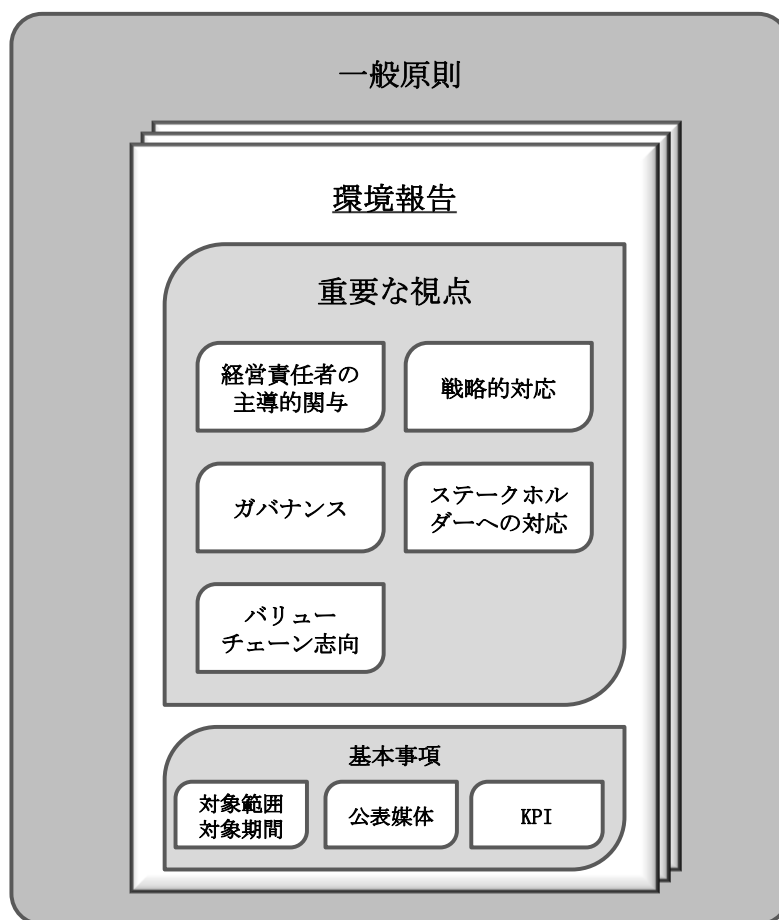 一般原則
環境報告
重要な視点
経営責任者の
主導的関与
戦略的対応
ガバナンス
ステークホル
ダーへの対応
バリュー
チェーン志向
基本事項
対象範囲
対象期間
公表媒体
KPI